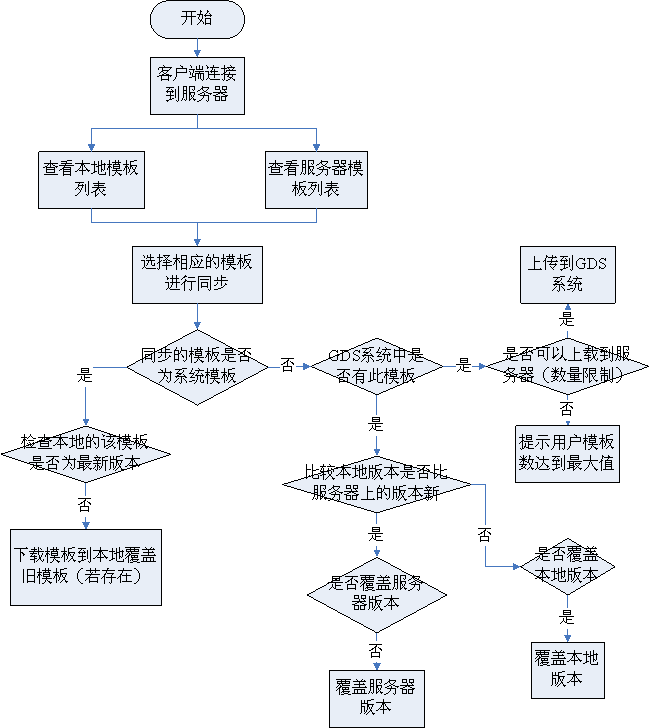 开始
客户端连接
到服务器
查看本地模板
列表
查看服务器模
板列表
选择相应的模板
进行同步
上传到GDS
系统
是
同步的模板是否
为系统模板
否
GDS系统中是
否有此模板
是
是否可以上载到服
务器（数量限制）
是
否
检查本地的该模板
是否为最新版本
是
提示用户模板
数达到最大值
比较本地版本是否比
服务器上的版本新
否
是
否
下载模板到本地覆盖
旧模板（若存在）
是否覆盖
本地版本
是否覆盖服务
器版本
是
否
覆盖本地
版本
覆盖服务器
版本